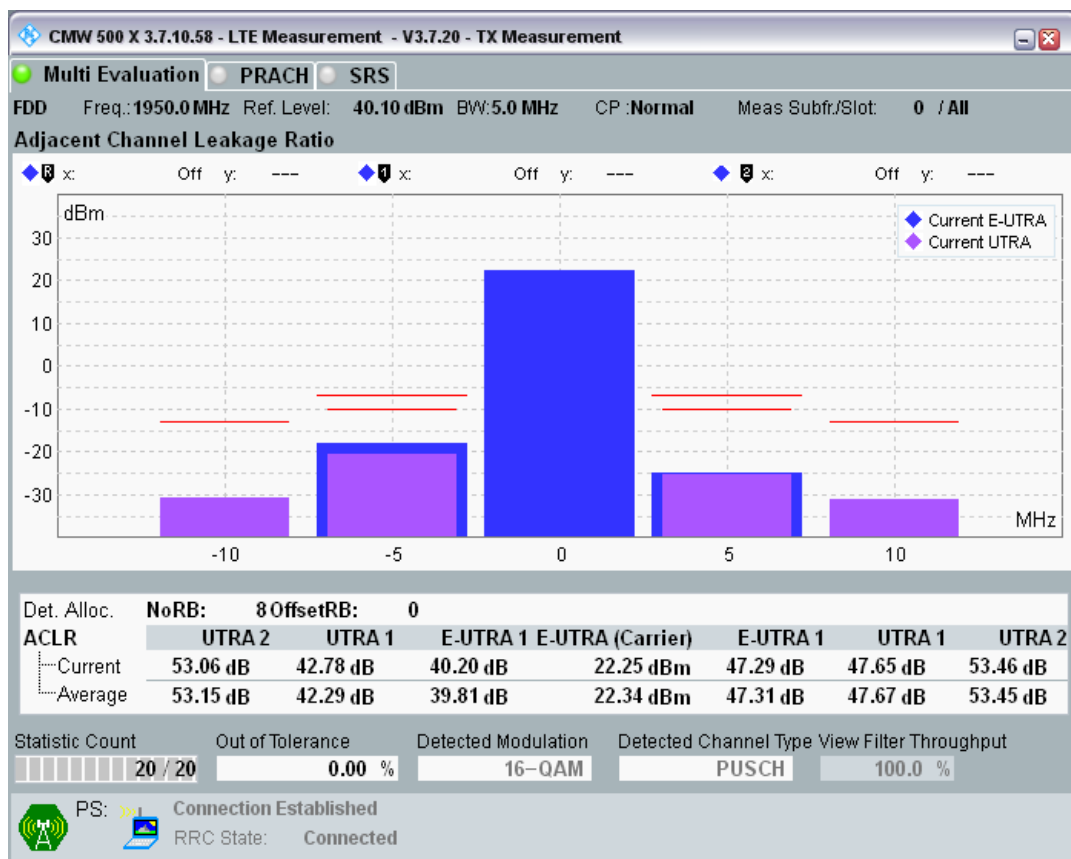 CMW 500 X 3.7.10.58 - LTE Measurement - V3.7.20 - TX Measurement
Multi Evaluation PRACH SRS
FDD Freq.: 1950.0 MHz Ref. Level: 40.10 dBm BW: 5.0 MHz CP :Normal Meas Subfr./Slot: 0 / All
Adjacent Channel Leakage Ratio
R x: Off y: --- 1 x: Off y: --- 2 x: Off y: ---
dBm
Current E-UTRA
Current UTRA
30
20
10
0
-10
-20
-30
MHz
-10 -5 0 5 10
Det. Alloc. NoRB: 8 OffsetRB: 0
ACLR UTRA 2 UTRA 1 E-UTRA 1 E-UTRA (Carrier) E-UTRA 1 UTRA 1 UTRA 2
Current 53.06 dB 42.78 dB 40.20 dB 22.25 dBm 47.29 dB 47.65 dB 53.46 dB
Average 53.15 dB 42.29 dB 39.81 dB 22.34 dBm 47.31 dB 47.67 dB 53.45 dB
Statistic Count Out of Tolerance Detected Modulation Detected Channel Type View Filter Throughput
20 / 20 0.00 % 16-QAM PUSCH 100.0 %
PS: Connection Established
RRC State: Connected